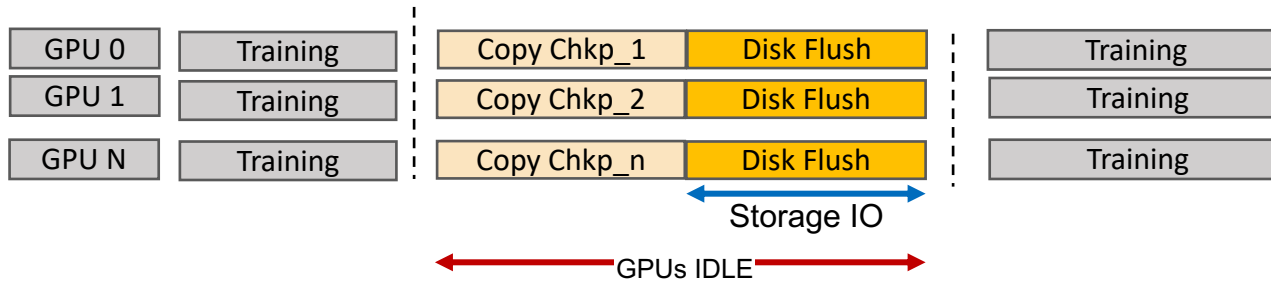 GPU 0 Training Copy Chkp_1 Disk Flush Training
GPU 1 Training Copy Chkp_2 Disk Flush Training
GPU N Training Copy Chkp_n Disk Flush Training
Storage IO
GPUs IDLE